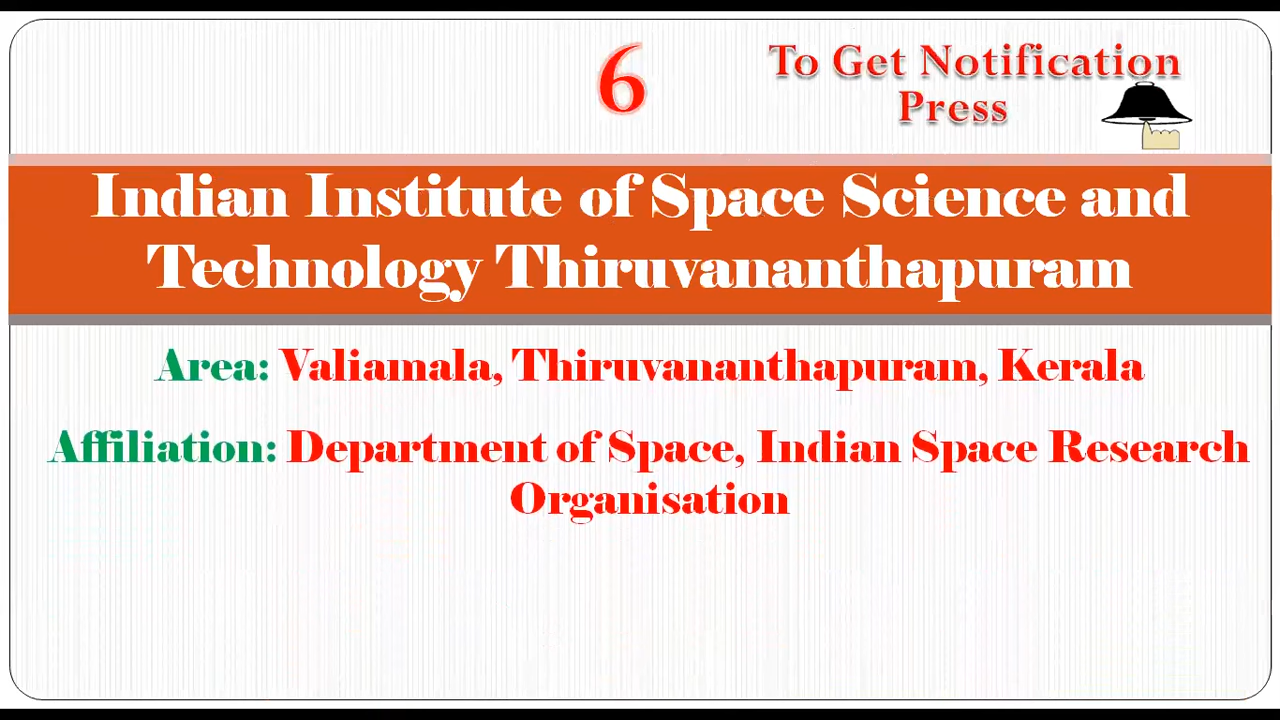 6
To Get Notification
Press
Indian Institute of Space Science and
Technology Thiruvananthapuram
Area: Valiamala, Thiruvananthapuram, Kerala
Affiliation: Department of Space, Indian Space Research
Organisation